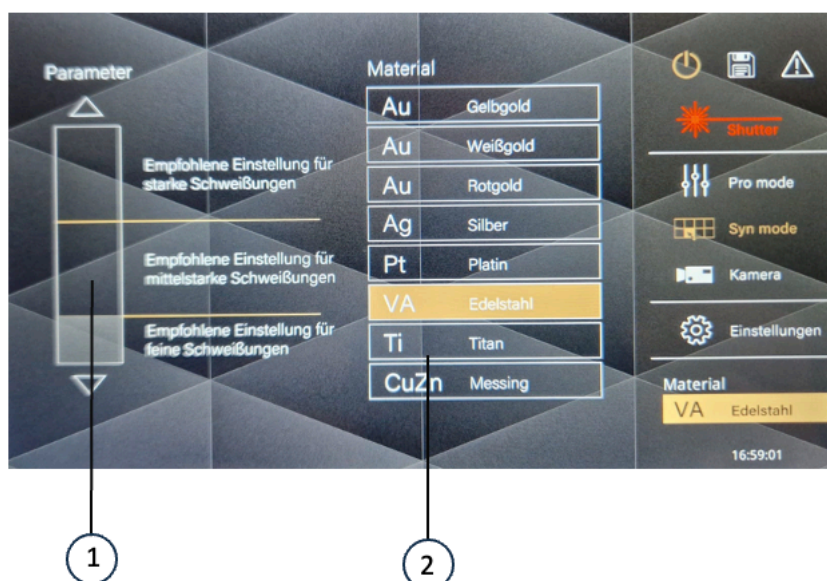 Parameter
Empfohlene Einstellung für
starke Schweißungen
Empfohlene Einstellung für
mittelstarke Schweißungen
Empfohlene Einstellung für
feine Schweißungen
Material
Au Gelbgold
Au Weißgold
Au Rotgold
Ag Silber
Pt Platin
VA Edelstahl
Ti Titan
CuZn Messing
Shutter
Pro mode
Syn mode
Kamera
Einstellungen
Material
VA Edelstahl
16:59:01
1
2